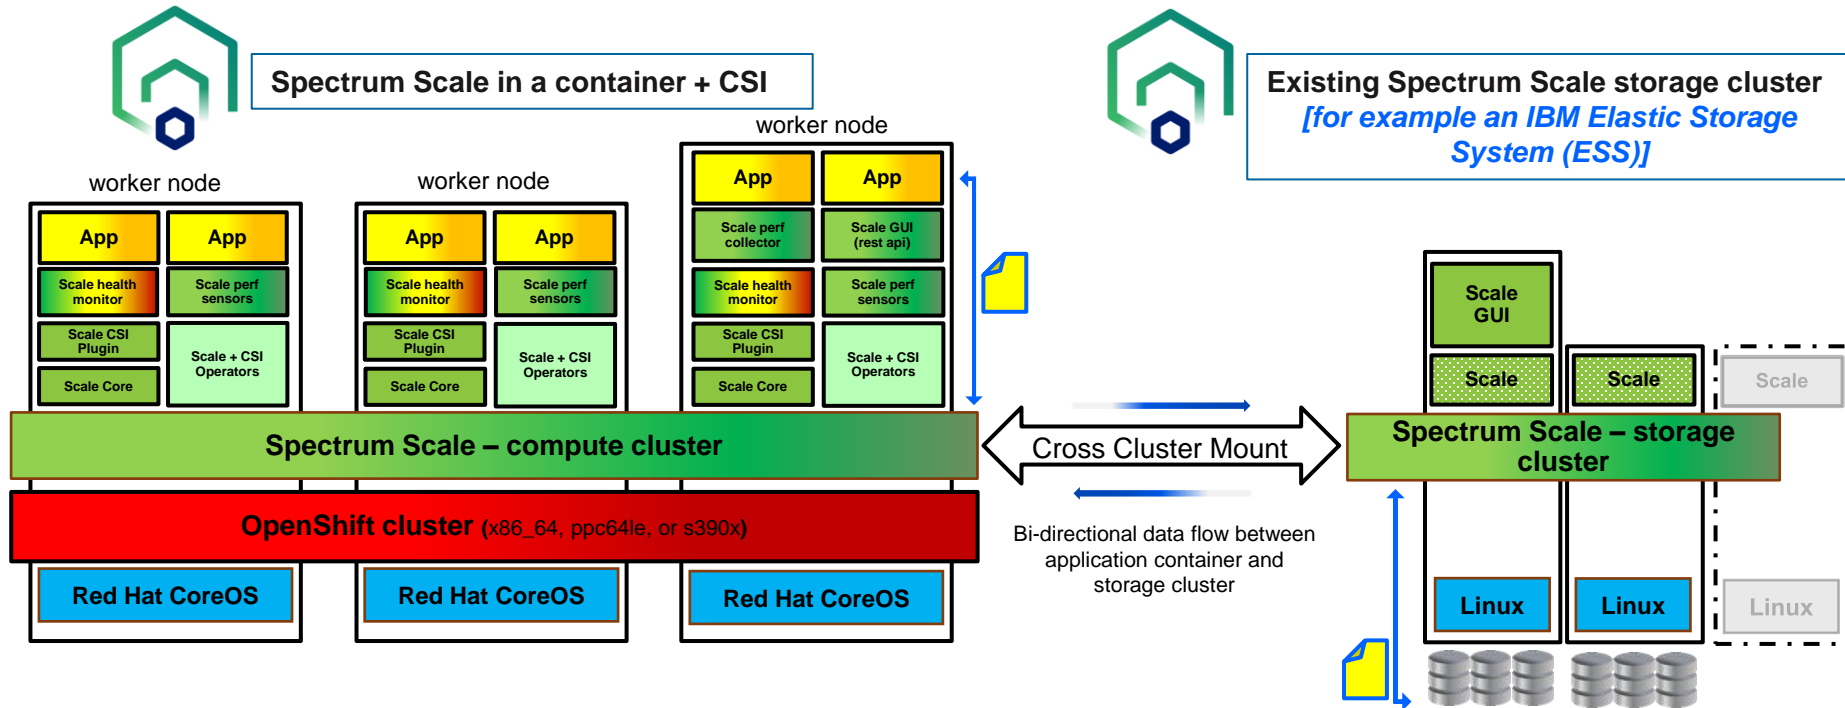 Spectrum Scale in a container + CSI
Existing Spectrum Scale storage cluster
[for example an IBM Elastic Storage
System (ESS)]
worker node
App
App
Scale health
monitor
Scale perf
sensors
Scale CSI
Plugin
Scale + CSI
Operators
Scale Core
worker node
App
App
Scale health
monitor
Scale perf
sensors
Scale CSI
Plugin
Scale + CSI
Operators
Scale Core
worker node
App
App
Scale perf
collector
Scale GUI
(rest api)
Scale health
monitor
Scale perf
sensors
Scale CSI
Plugin
Scale + CSI
Operators
Scale Core
Spectrum Scale – compute cluster
OpenShift cluster (x86_64, ppc64le, or s390x)
Red Hat CoreOS
Red Hat CoreOS
Red Hat CoreOS
Cross Cluster Mount
Bi-directional data flow between
application container and
storage cluster
Scale
GUI
Scale
Scale
Scale
Spectrum Scale – storage
cluster
Linux
Linux
Linux